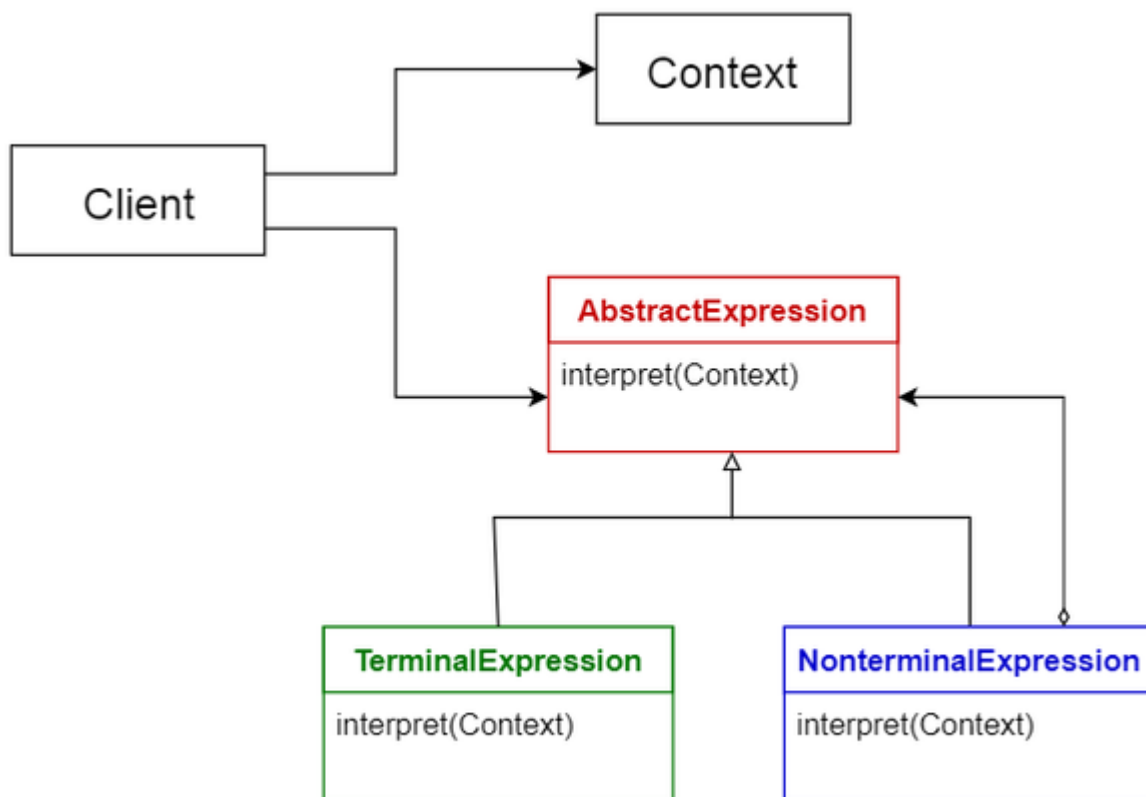 Context
Client
AbstractExpression
interpret(Context)
TerminalExpression
interpret(Context)
NonterminalExpression
interpret(Context)